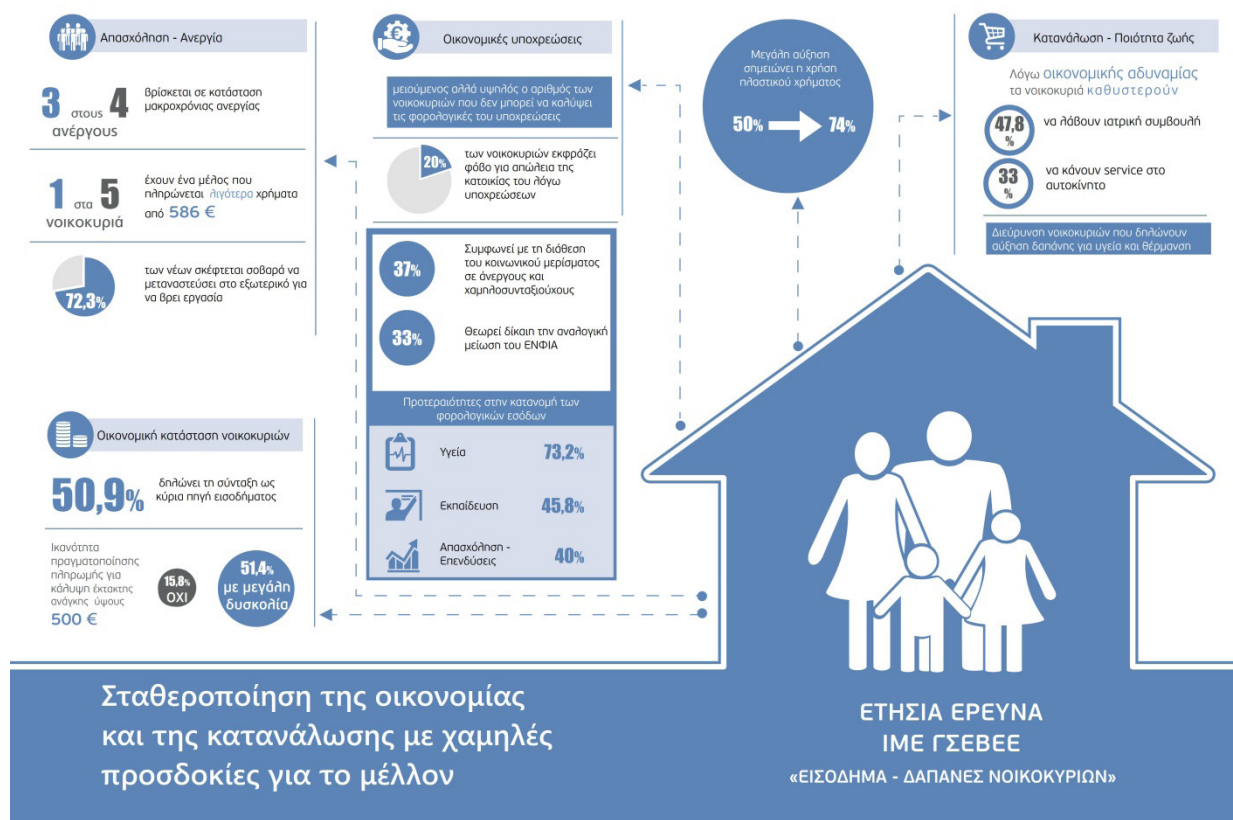 Απασχόληση - Ανεργία
3 στους 4
ανέργους
βρίσκεται σε κατάσταση
μακροχρόνιας ανεργίας
1 στα 5
νοικοκυριά
έχουν ένα μέλος που
πληρώνεται λιγότερα χρήματα
από 586 €
72,3%
των νέων σκέφτεται σοβαρά να
μεταναστεύσει στο εξωτερικό για
να βρει εργασία
Οικονομική κατάσταση νοικοκυριών
50,9%
δηλώνει τη σύνταξη ως
κύρια πηγή εισοδήματος
Ικανότητα
πραγματοποίησης
πληρωμής για
κάλυψη έκτακτης
ανάγκης ύψους
500 €
15,8%
ΟΧΙ
51,4%
με μεγάλη
δυσκολία
Οικονομικές υποχρεώσεις
μειούμενος αλλά υψηλός ο αριθμός των
νοικοκυριών που δεν μπορεί να καλύψει
τις φορολογικές του υποχρεώσεις
20%
των νοικοκυριών εκφράζει
φόβο για απώλεια της
κατοικίας του λόγω
υποχρεώσεων
37%
Συμφωνεί με τη διάθεση
του κοινωνικού μερίσματος
σε άνεργους και
χαμηλοσυνταξιούχους
33%
Θεωρεί δίκαιη την αναλογική
μείωση του ΕΝΦΙΑ
Προτεραιότητες στην κατανομή των
φορολογικών εσόδων
Υγεία 73,2%
Εκπαίδευση 45,8%
Απασχόληση -
Επενδύσεις 40%
Μεγάλη αύξηση
σημειώνει η χρήση
πλαστικού χρήματος
50% 74%
Κατανάλωση - Ποιότητα ζωής
Λόγω οικονομικής αδυναμίας
τα νοικοκυριά καθυστερούν
47,8
%
να λάβουν ιατρική συμβουλή
33
%
να κάνουν service στο
αυτοκίνητο
Διεύρυνση νοικοκυριών που δηλώνουν
αύξηση δαπάνης για υγεία και θέρμανση
Σταθεροποίηση της οικονομίας
και της κατανάλωσης με χαμηλές
προσδοκίες για το μέλλον
ΕΤΗΣΙΑ ΕΡΕΥΝΑ
ΙΜΕ ΓΣΕΒΕΕ
«ΕΙΣΟΔΗΜΑ - ΔΑΠΑΝΕΣ ΝΟΙΚΟΚΥΡΙΩΝ»